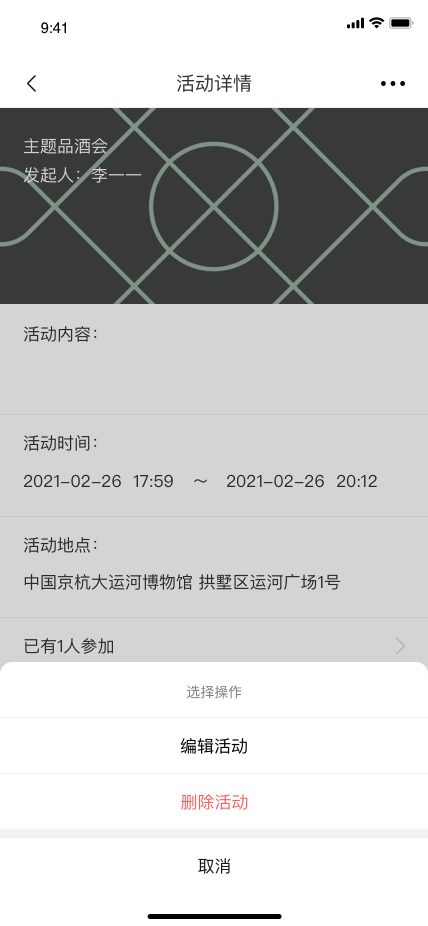 9:41
活动详情
主题品酒会
发起人：李一一
活动内容：
活动时间：
2021-02-26 17:59 ～ 2021-02-26 20:12
活动地点：
中国京杭大运河博物馆 拱墅区运河广场1号
已有1人参加
选择操作
编辑活动
删除活动
取消